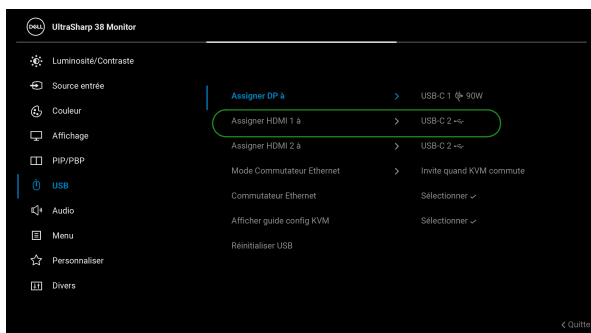 DELL UltraSharp 38 Monitor
Luminosité/Contraste
Source entrée
Couleur
Affichage
PIP/PBP
USB
Audio
Menu
Personnaliser
Divers
Assigner DP à > USB-C 1 90W
Assigner HDMI 1 à > USB-C 2
Assigner HDMI 2 à > USB-C 2
Mode Commutateur Ethernet > Invite quand KVM commute
Commutateur Ethernet Sélectionner
Afficher guide config KVM Sélectionner
Réinitialiser USB
< Quitte